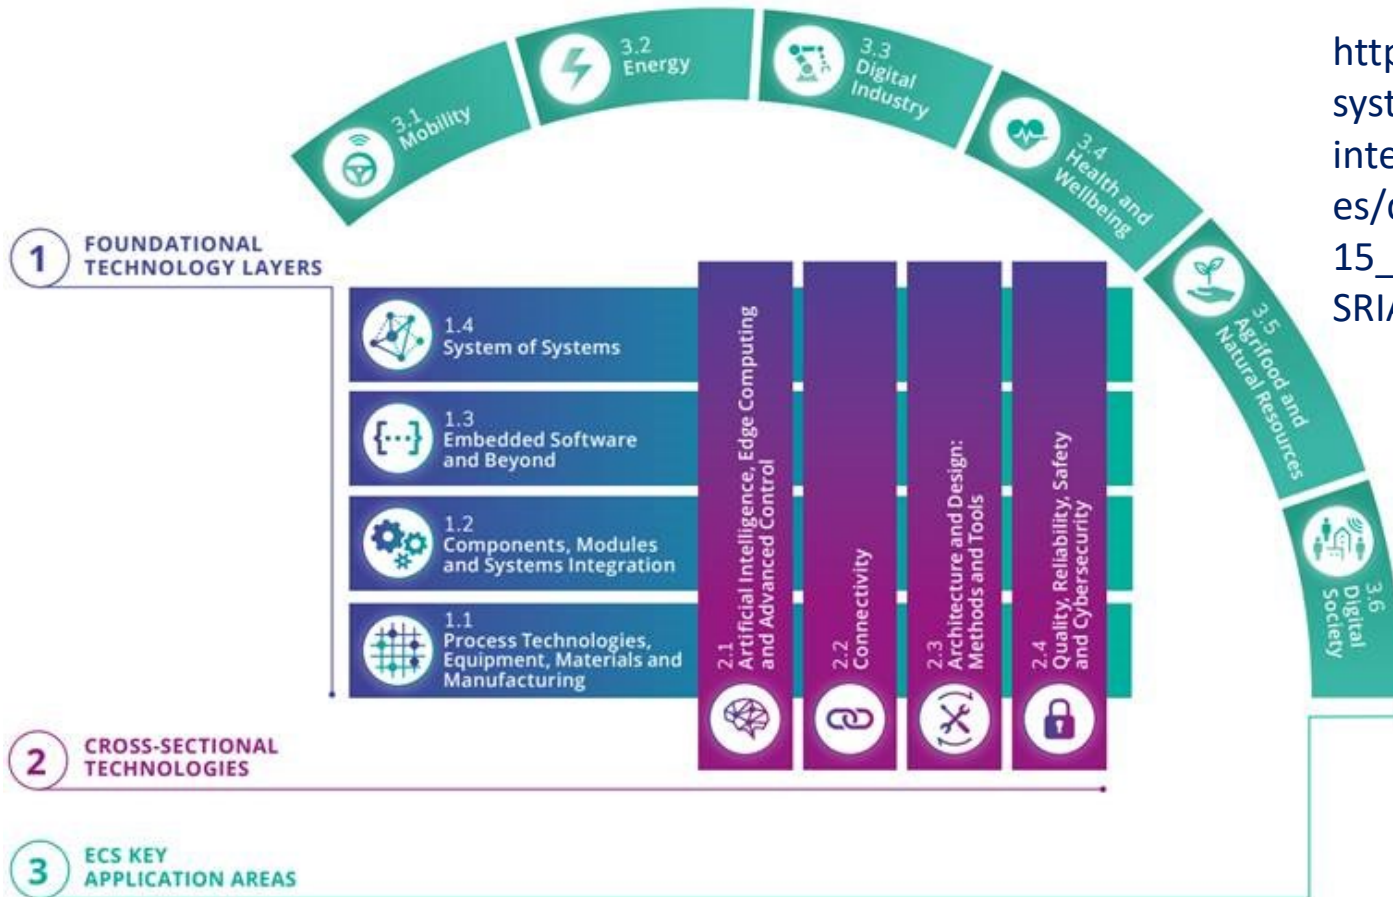 3.1
Mobility
3.2
Energy
3.3
Digital
Industry
3.4
Health and
Wellbeing
3.5
Agrifood and
Natural Resources
3.6
Digital
Society
1
FOUNDATIONAL
TECHNOLOGY LAYERS
1.4
System of Systems
1.3
Embedded Software
and Beyond
1.2
Components, Modules
and Systems Integration
1.1
Process Technologies,
Equipment, Materials and
Manufacturing
2.1
Artificial Intelligence, Edge Computing
and Advanced Control
2.2
Connectivity
2.3
Architecture and Design:
Methods and Tools
2.4
Quality, Reliability, Safety
and Cybersecurity
2
CROSS-SECTIONAL
TECHNOLOGIES
3
ECS KEY
APPLICATION AREAS
http
syst
inte
es/
15_
SRI